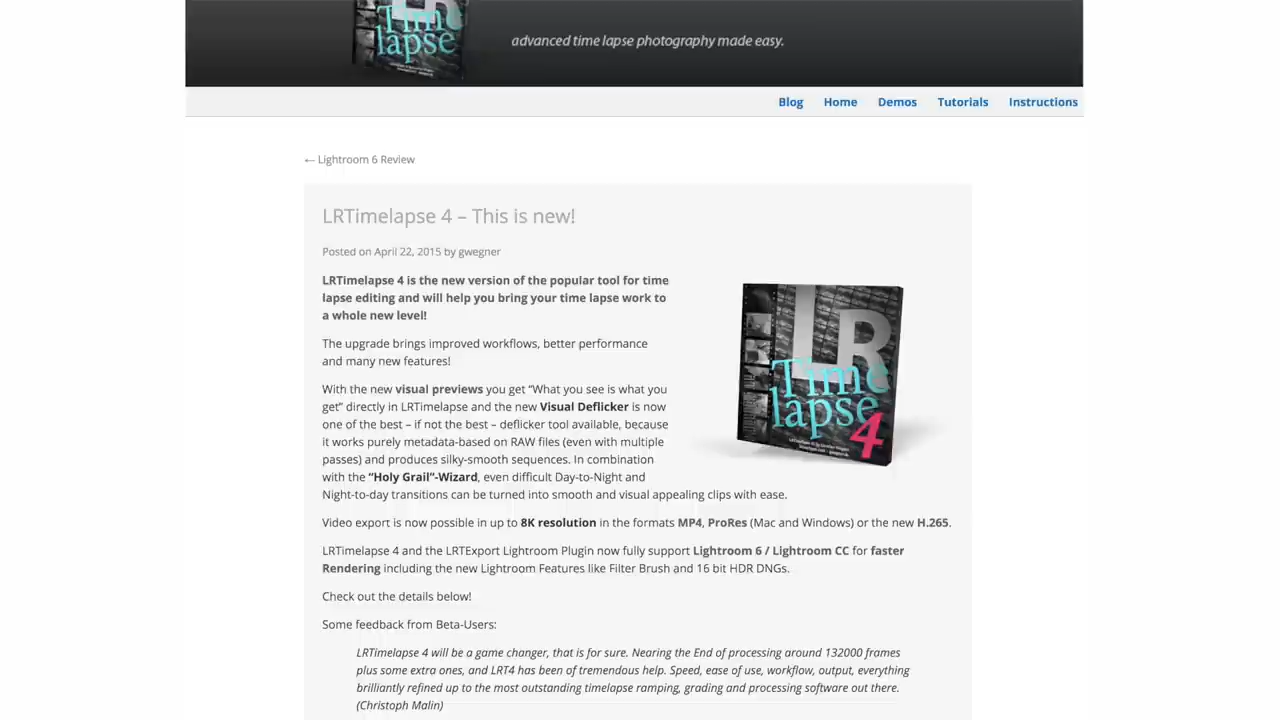 LR
Time
lapse
advanced time lapse photography made easy.
Blog Home Demos Tutorials Instructions
← Lightroom 6 Review
LRTimelapse 4 – This is new!
Posted on April 22, 2015 by gwegner
LRTimelapse 4 is the new version of the popular tool for time
lapse editing and will help you bring your time lapse work to
a whole new level!
The upgrade brings improved workflows, better performance
and many new features!
With the new visual previews you get “What you see is what you
get” directly in LRTimelapse and the new Visual Deflicker is now
one of the best – if not the best – deflicker tool available, because
it works purely metadata-based on RAW files (even with multiple
passes) and produces silky-smooth sequences. In combination
with the “Holy Grail”-Wizard, even difficult Day-to-Night and
Night-to-day transitions can be turned into smooth and visual appealing clips with ease.
LR
Time
lapse
4
Video export is now possible in up to 8K resolution in the formats MP4, ProRes (Mac and Windows) or the new H.265.
LRTimelapse 4 and the LRTExport Lightroom Plugin now fully support Lightroom 6 / Lightroom CC for faster
Rendering including the new Lightroom Features like Filter Brush and 16 bit HDR DNGs.
Check out the details below!
Some feedback from Beta-Users:
LRTimelapse 4 will be a game changer, that is for sure. Nearing the End of processing around 132000 frames
plus some extra ones, and LRT4 has been of tremendous help. Speed, ease of use, workflow, output, everything
brilliantly refined up to the most outstanding timelapse ramping, grading and processing software out there.
(Christoph Malin)